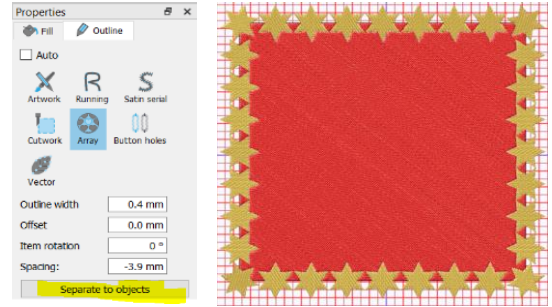 Properties
Fill Outline
Auto
Artwork Running Satin serial
Cutwork Array Button holes
Vector
Outline width 0.4 mm
Offset 0.0 mm
Item rotation 0 °
Spacing: -3.9 mm
Separate to objects